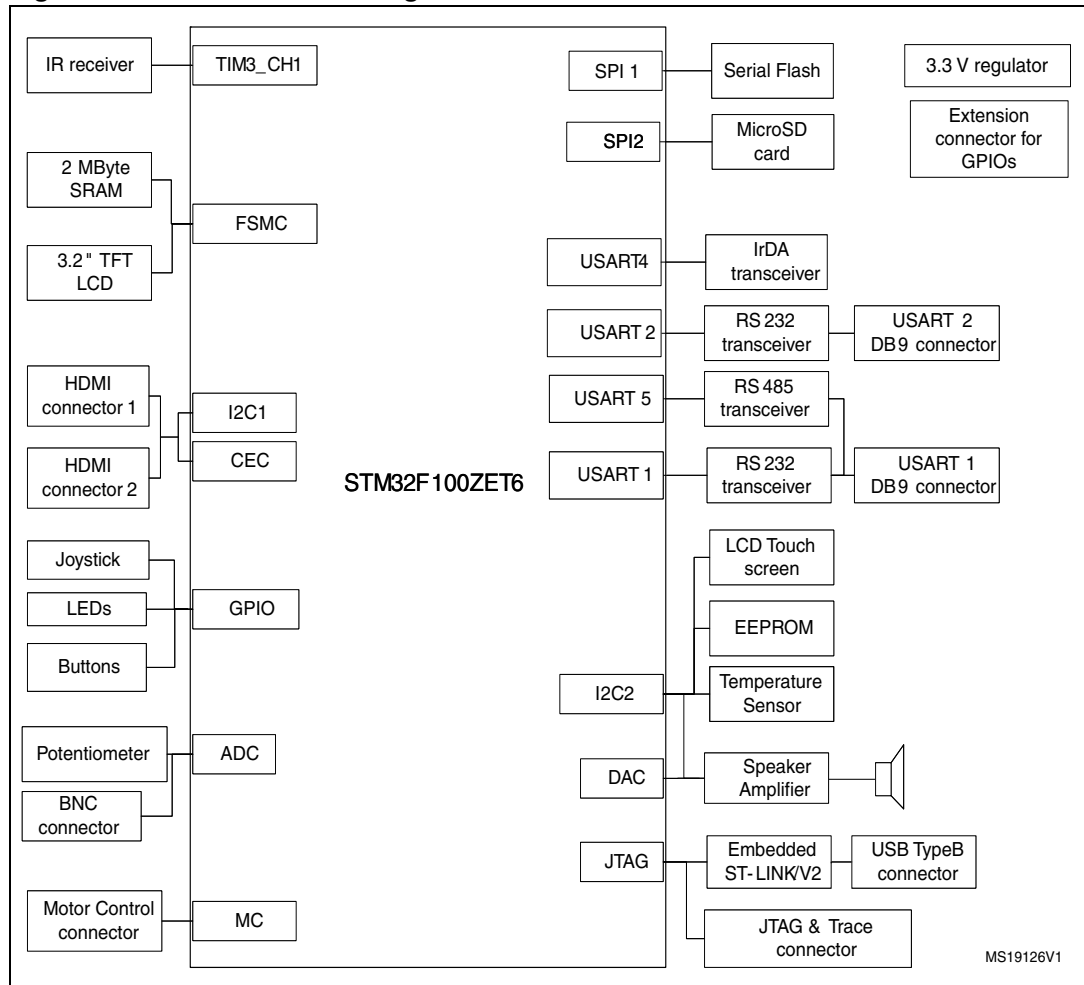 IR receiver
TIM3_CH1
SPI 1
Serial Flash
3.3 V regulator
SPI2
MicroSD
card
Extension
connector for
GPIOs
2 MByte
SRAM
FSMC
3.2" TFT
LCD
USART4
IrDA
transceiver
USART 2
RS 232
transceiver
USART 2
DB9 connector
HDMI
connector 1
I2C1
USART 5
RS 485
transceiver
HDMI
connector 2
CEC
STM32F100ZET6
USART 1
RS 232
transceiver
USART 1
DB9 connector
Joystick
LEDs
Buttons
GPIO
LCD Touch
screen
EEPROM
I2C2
Temperature
Sensor
Potentiometer
ADC
BNC
connector
DAC
Speaker
Amplifier
JTAG
Embedded
ST-LINK/V2
USB TypeB
connector
Motor Control
connector
MC
JTAG & Trace
connector
MS19126V1